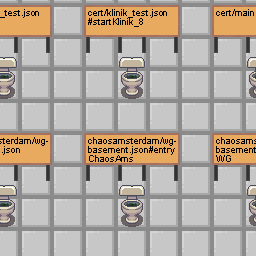 _test.json
cert/klinik_test.json
#startKlinik_8
cert/main
sterdam/wg-
.json
chaosamsterdam/wg-
basement.json#entry
ChaosAms
chaosams
basement
WG